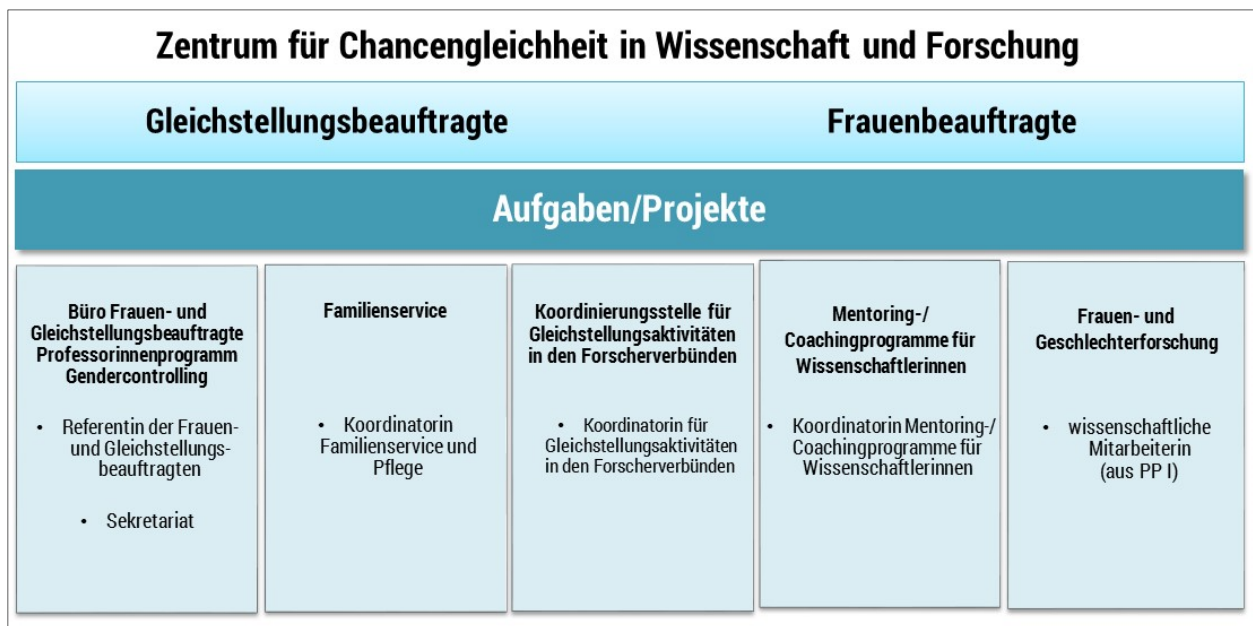 Zentrum für Chancengleichheit in Wissenschaft und Forschung
Gleichstellungsbeauftragte
Frauenbeauftragte
Aufgaben/Projekte
Büro Frauen- und
Gleichstellungsbeauftragte
Professorinnenprogramm
Gendercontrolling
• Referentin der Frauen-
und Gleichstellungs-
beauftragten
• Sekretariat
Familienservice
• Koordinatorin
Familienservice und
Pflege
Koordinierungsstelle für
Gleichstellungsaktivitäten
in den Forscherverbünden
• Koordinatorin für
Gleichstellungsaktivitäten
in den Forscherverbünden
Mentoring-/
Coachingprogramme für
Wissenschaftlerinnen
• Koordinatorin Mentoring-/
Coachingprogramme für
Wissenschaftlerinnen
Frauen- und
Geschlechterforschung
• wissenschaftliche
Mitarbeiterin
(aus PP I)